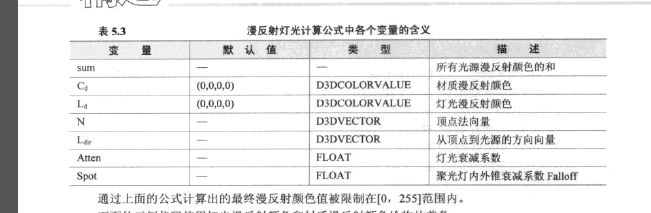 表 5.3 漫反射灯光计算公式中各个变量的含义
变 量 默 认 值 类 型 描 述
sum — — 所有光源漫反射颜色的和
Cd (0,0,0,0) D3DCOLORVALUE 材质漫反射颜色
Ld (0,0,0,0) D3DCOLORVALUE 灯光漫反射颜色
N — D3DVECTOR 顶点法向量
Ldir — D3DVECTOR 从顶点到光源的方向向量
Atten — FLOAT 灯光衰减系数
Spot — FLOAT 聚光灯内外锥衰减系数 Falloff
通过上面的公式计算出的最终漫反射颜色值被限制在[0，255]范围内。